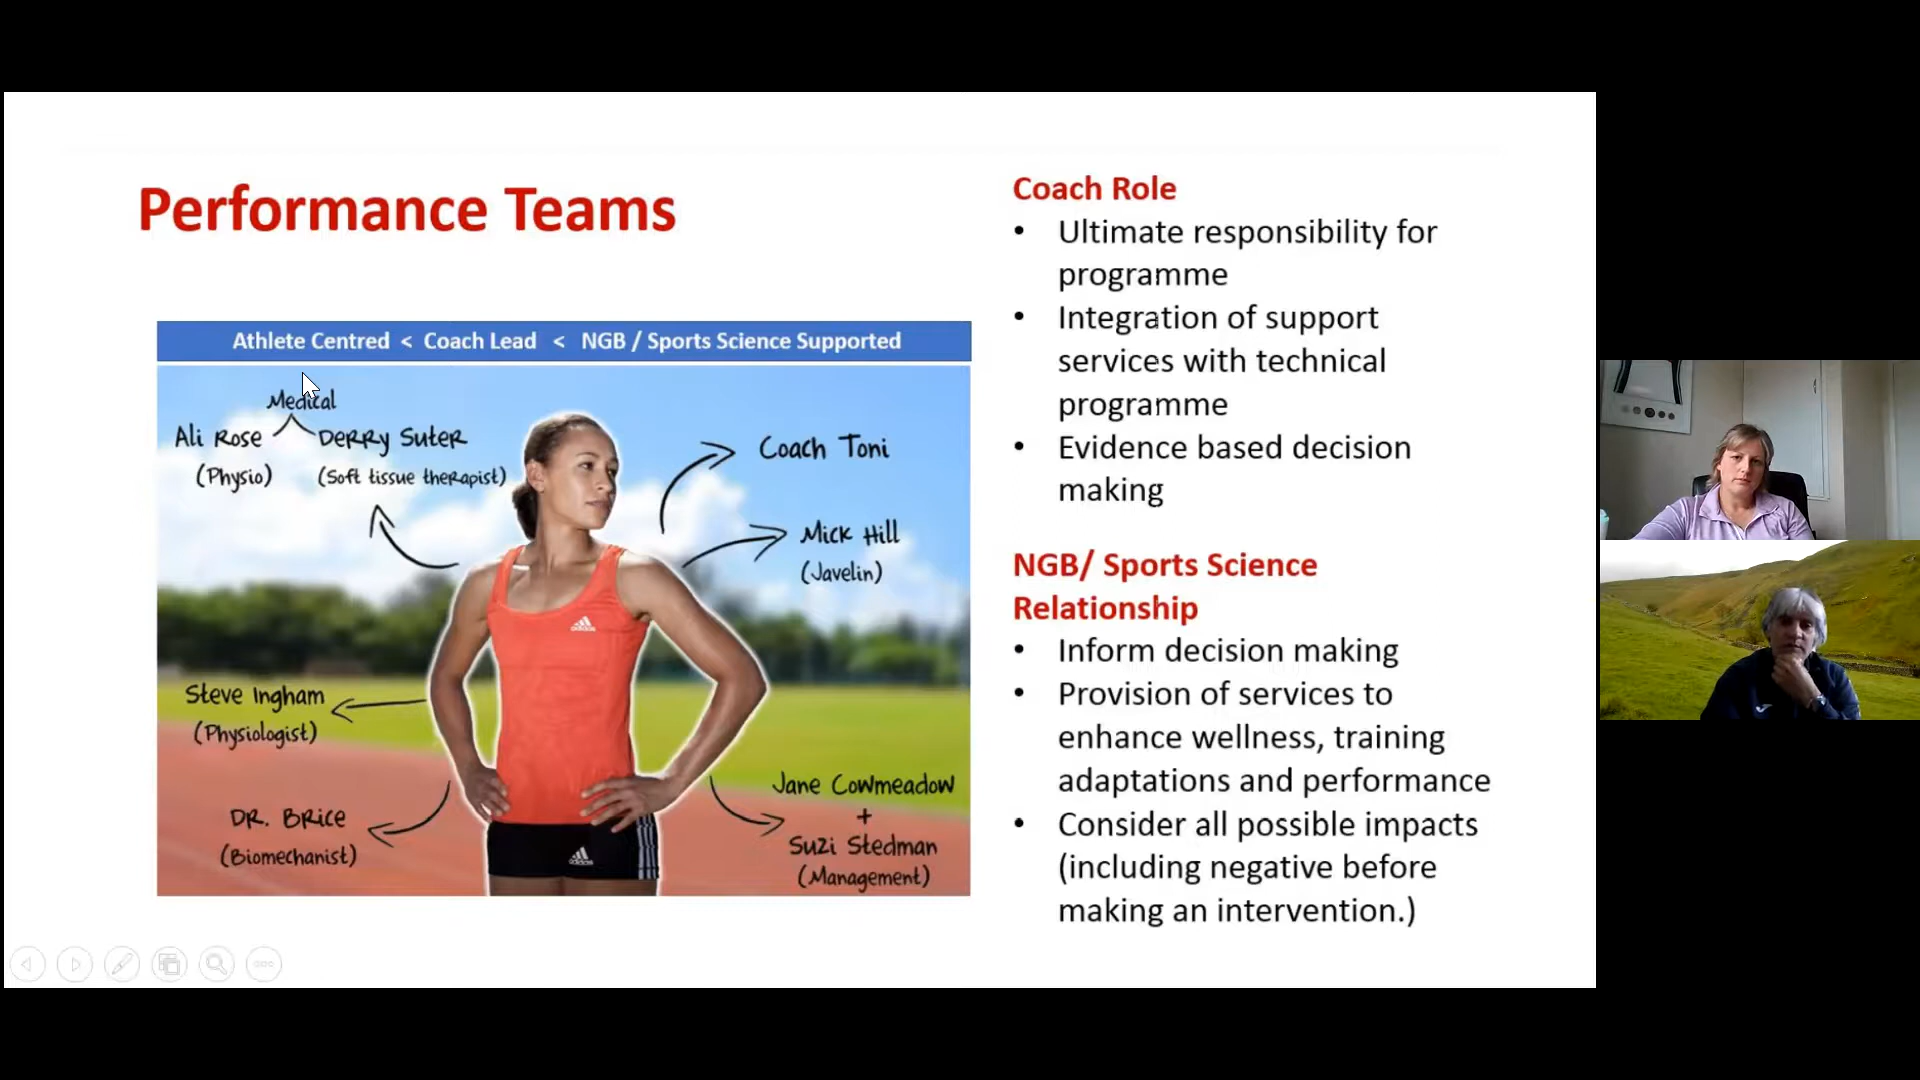 Performance Teams
Athlete Centred < Coach Lead < NGB / Sports Science Supported
Medical
Ali Rose
(Physio)
Derry Suter
(Soft tissue therapist)
Coach Toni
Mick Hill
(Javelin)
Steve Ingham
(Physiologist)
DR. Brice
(Biomechanist)
Jane Cowmeadow
+
Suzi Stedman
(Management)
adidas
adidas
Coach Role
• Ultimate responsibility for
programme
• Integration of support
services with technical
programme
• Evidence based decision
making
NGB/ Sports Science
Relationship
• Inform decision making
• Provision of services to
enhance wellness, training
adaptations and performance
• Consider all possible impacts
(including negative before
making an intervention.)